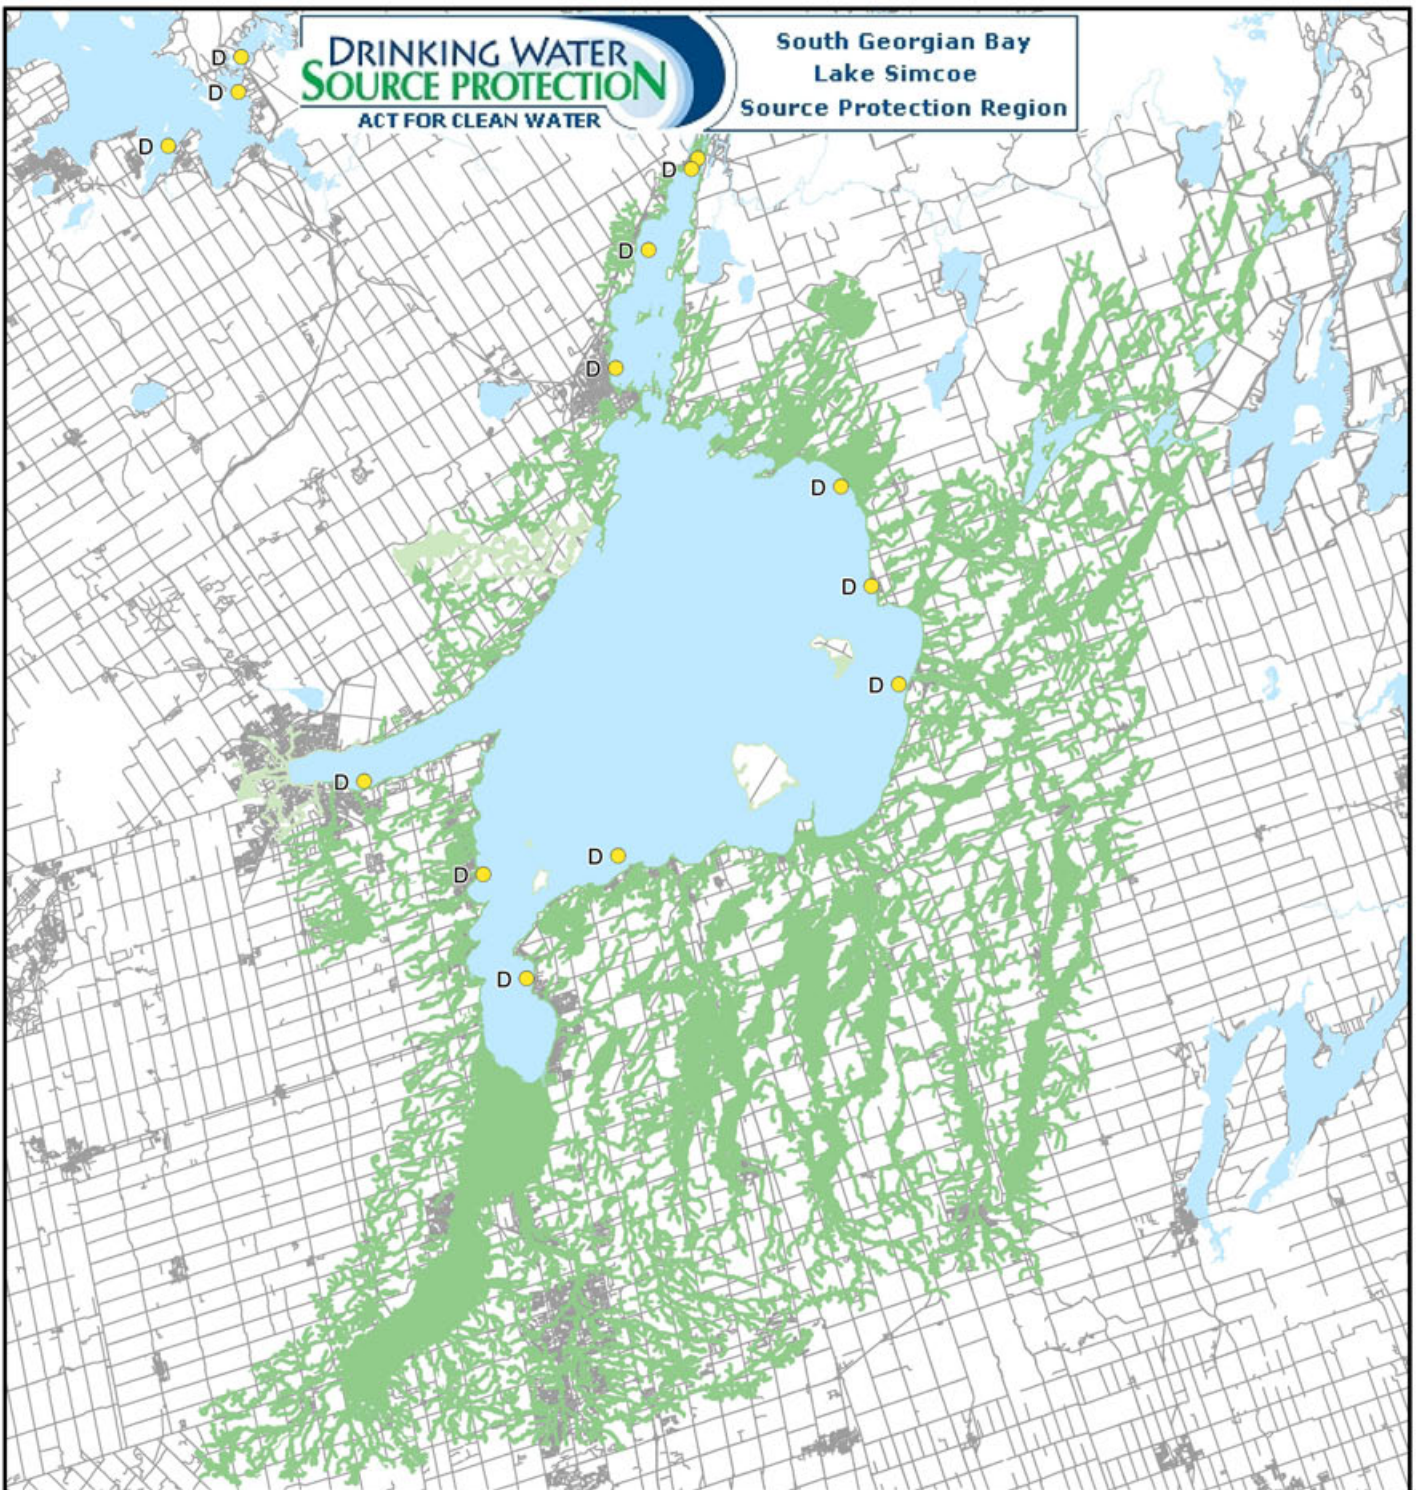 DRINKING WATER
SOURCE PROTECTION
ACT FOR CLEAN WATER
South Georgian Bay
Lake Simcoe
Source Protection Region
D
D
D
D
D
D
D
D
D
D
D
D
D